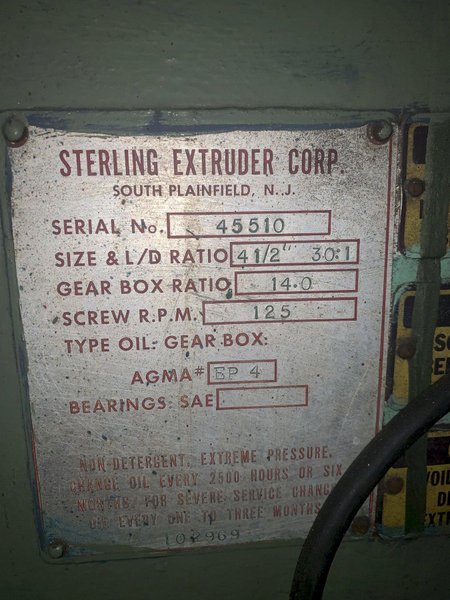 STERLING EXTRUDER CORP.
SOUTH PLAINFIELD, N. J.
SERIAL No. 45510
SIZE & L/D RATIO 4 1/2" 30:1
GEAR BOX RATIO 14.0
SCREW R.P.M. 125
TYPE OIL- GEAR BOX:
AGMA# EP 4
BEARINGS: SAE
NON-DETERGENT, EXTREME PRESSURE.
CHANGE OIL EVERY 2500 HOURS OR SIX
MONTHS. FOR SEVERE SERVICE CHANGE
OIL EVERY ONE TO THREE MONTHS.
102969